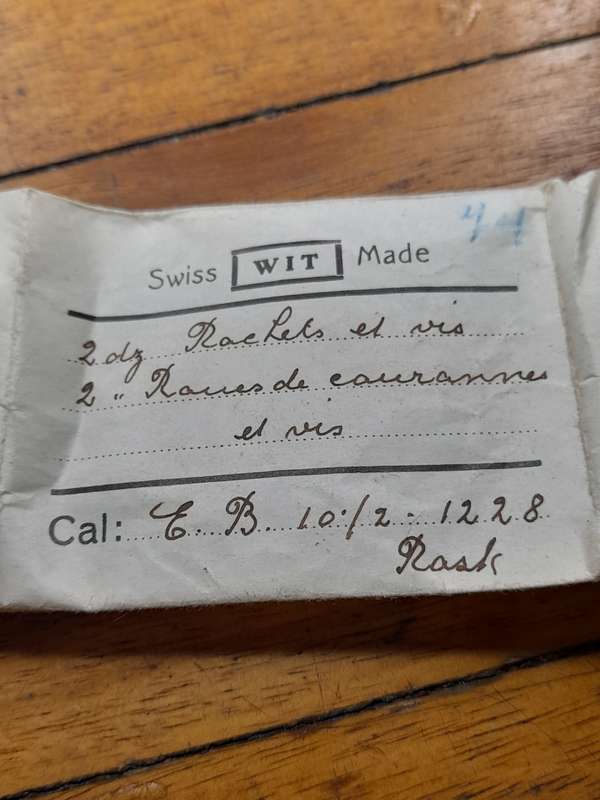 44
Swiss WIT Made
2 dz Rochets et vis
2 " Roues de couronnes
et vis
Cal: E. B. 10 1/2 - 1228
Rosk